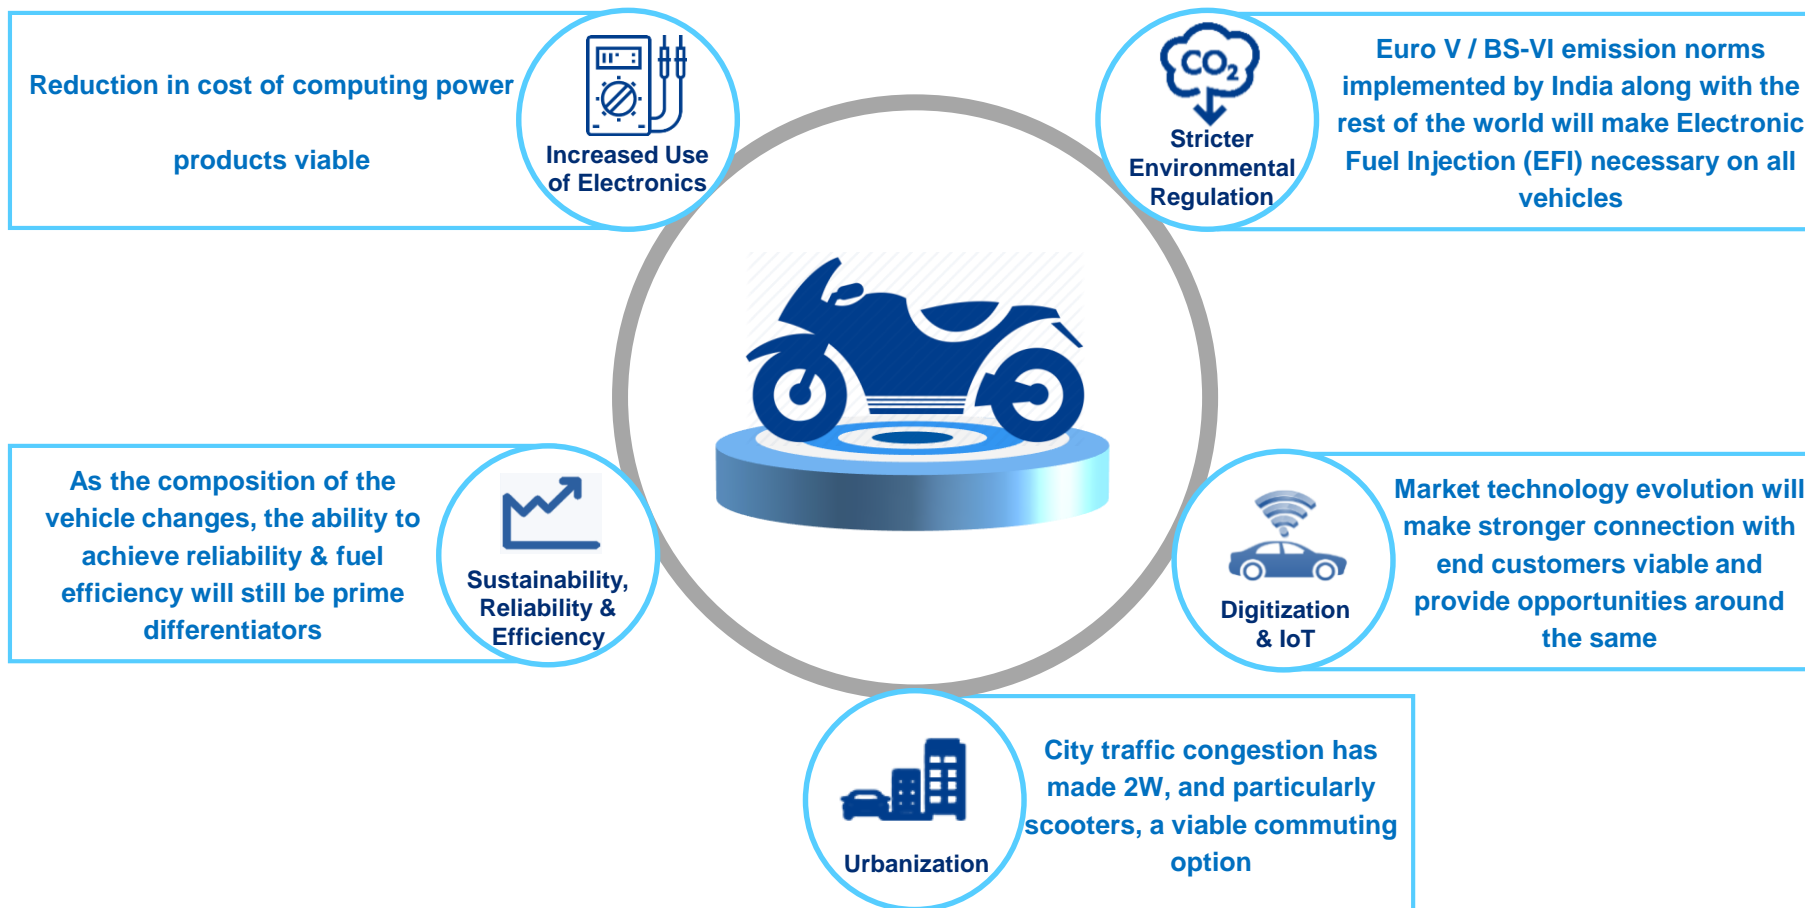 Reduction in cost of computing power
products viable
Increased Use
of Electronics
CO2
Stricter
Environmental
Regulation
Euro V / BS-VI emission norms
implemented by India along with the
rest of the world will make Electronic
Fuel Injection (EFI) necessary on all
vehicles
As the composition of the
vehicle changes, the ability to
achieve reliability & fuel
efficiency will still be prime
differentiators
Sustainability,
Reliability &
Efficiency
Digitization
& IoT
Market technology evolution will
make stronger connection with
end customers viable and
provide opportunities around
the same
Urbanization
City traffic congestion has
made 2W, and particularly
scooters, a viable commuting
option